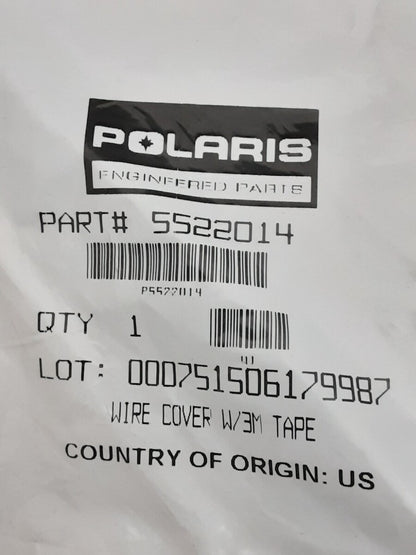 POLARIS
ENGINEERED PARTS
PART# 5522014
P5522014
QTY 1
LOT: 000751506179987
WIRE COVER W/3M TAPE
COUNTRY OF ORIGIN: US